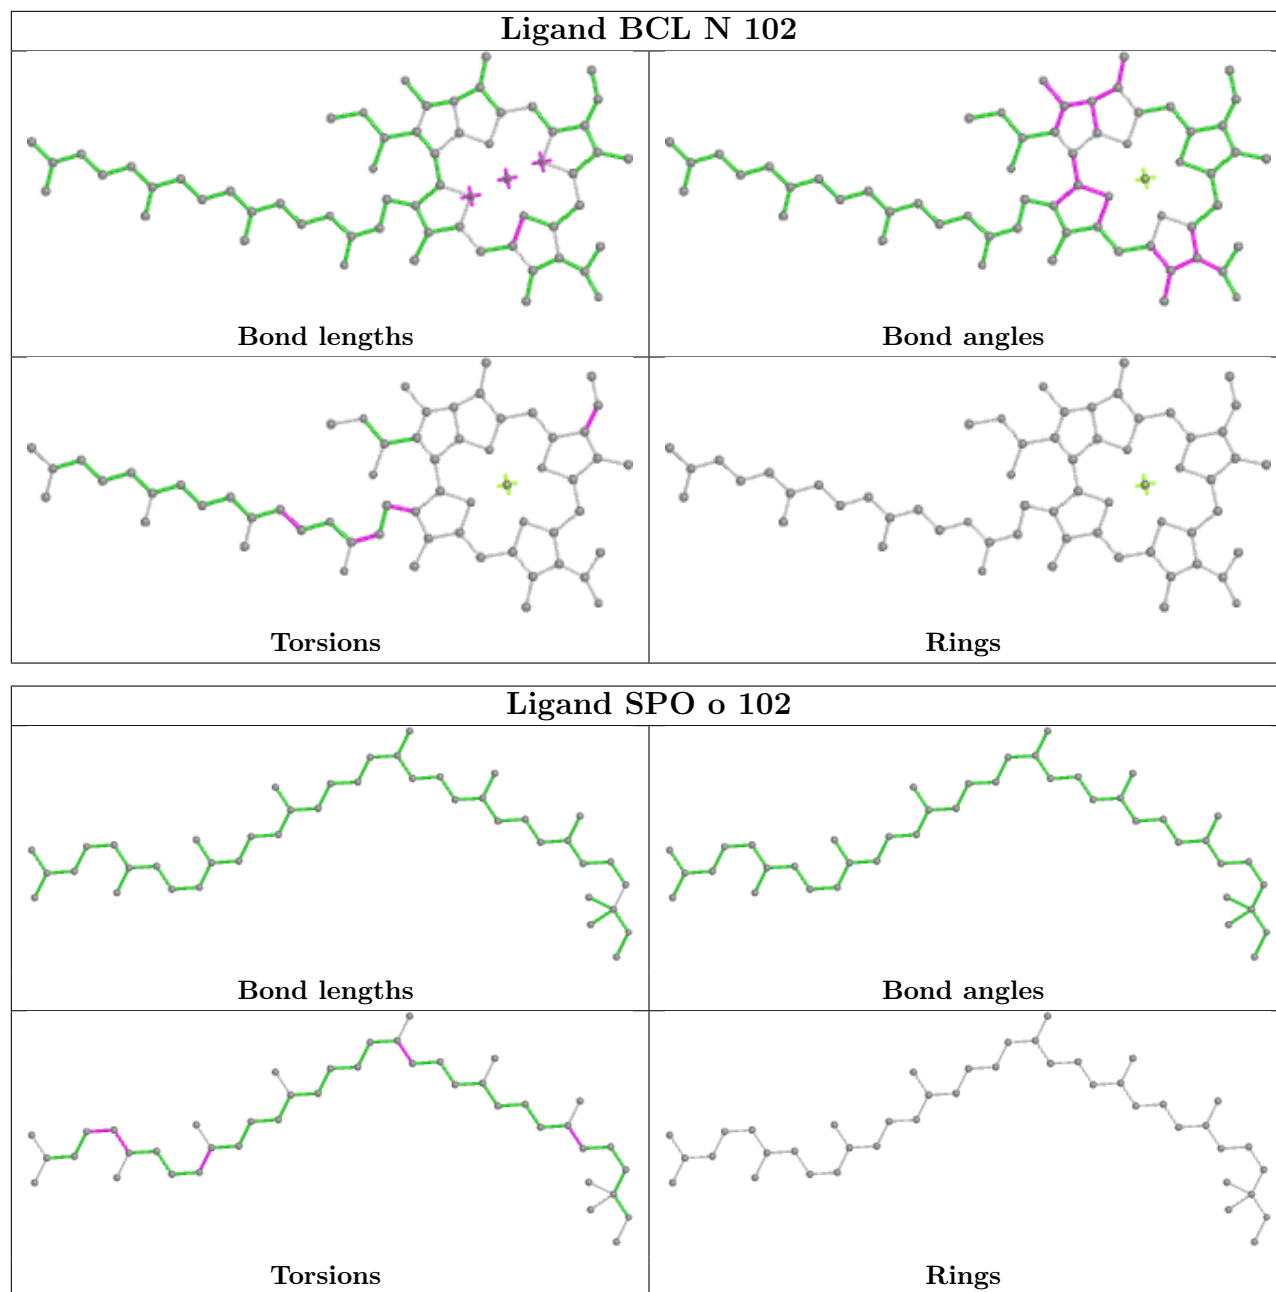 Ligand BCL N 102
Bond lengths
Bond angles
Torsions
Rings
Ligand SPO o 102
Bond lengths
Bond angles
Torsions
Rings